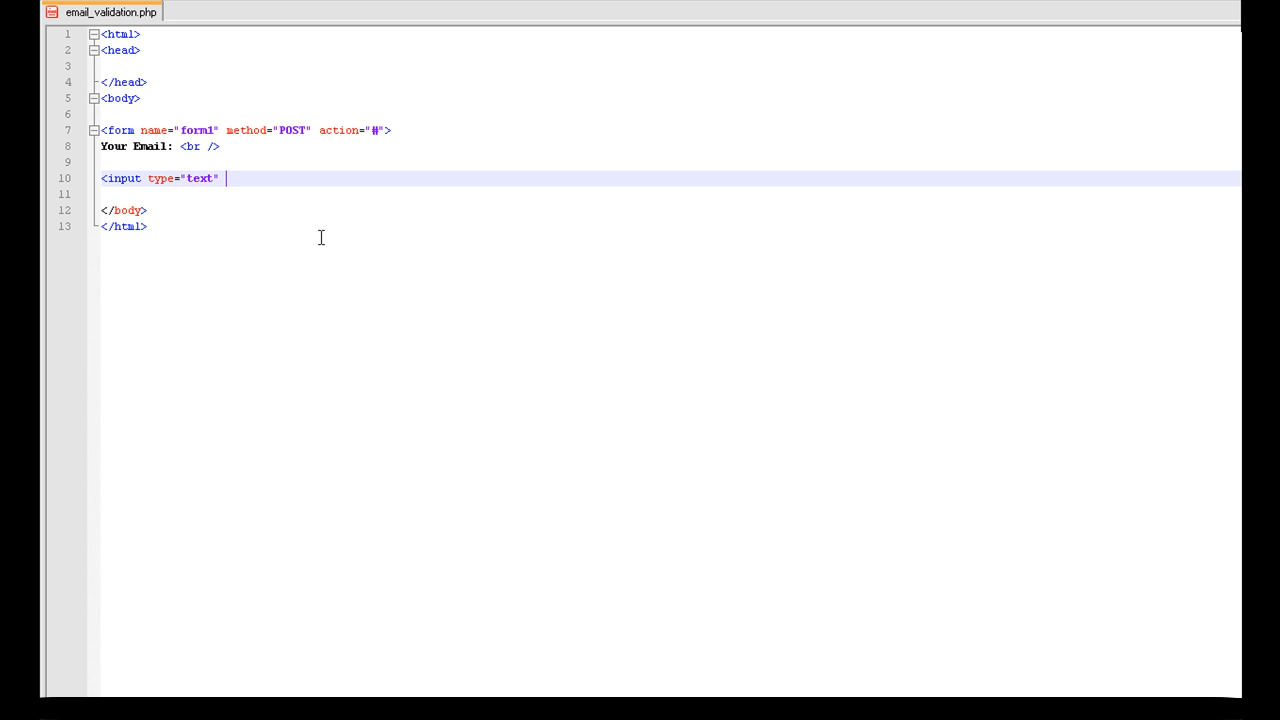 email_validation.php
1 <html>
2 <head>
3
4 </head>
5 <body>
6
7 <form name="form1" method="POST" action="#">
8 Your Email: <br />
9
10 <input type="text"
11
12 </body>
13 </html>